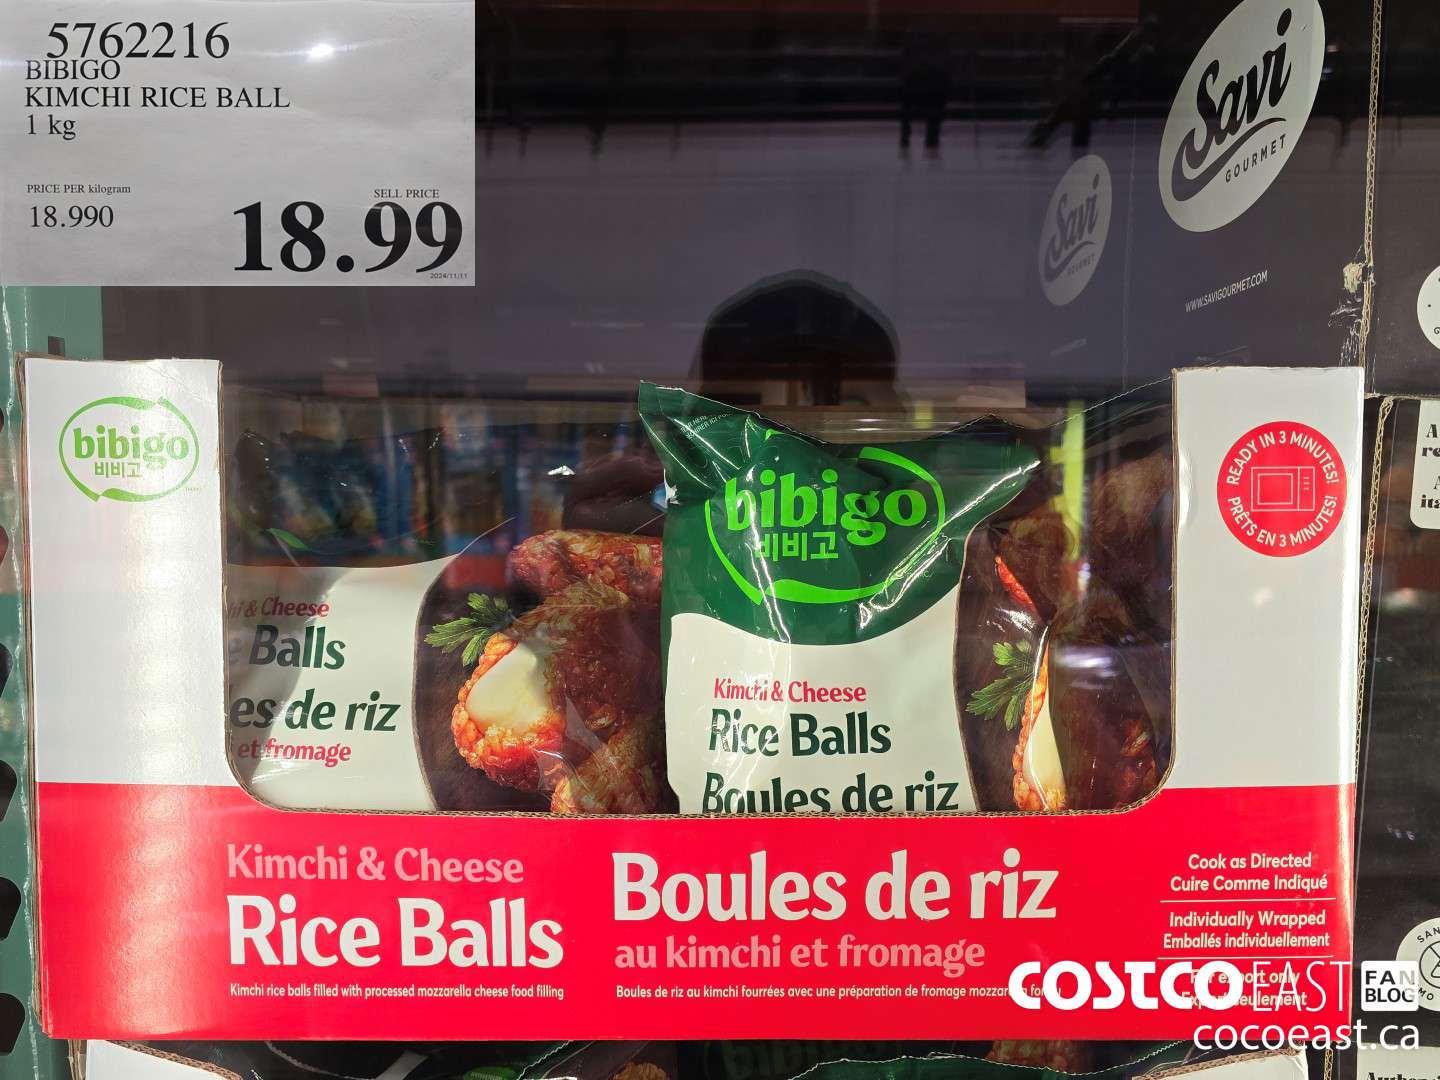 5762216
BIBIGO
KIMCHI RICE BALL
1 kg
PRICE PER kilogram
18.990
SELL PRICE
18.99
2024/11/11
Savi
GOURMET
Savi
GOURMET
WWW.SAVIGOURMET.COM
bibigo
비비고
bibigo
비비고
READY IN 3 MINUTES!
PRÊTS EN 3 MINUTES!
& Cheese
Balls
es de riz
et fromage
Kimchi & Cheese
Rice Balls
Boules de riz
Kimchi & Cheese
Rice Balls
Kimchi rice balls filled with processed mozzarella cheese food filling
Boules de riz
au kimchi et fromage
Boules de riz au kimchi fourrées avec une préparation de fromage
Cook as Directed
Cuire Comme Indiqué
Individually Wrapped
Emballés individuellement
For export only
COSTCO EAST FAN BLOG
cocoeast.ca